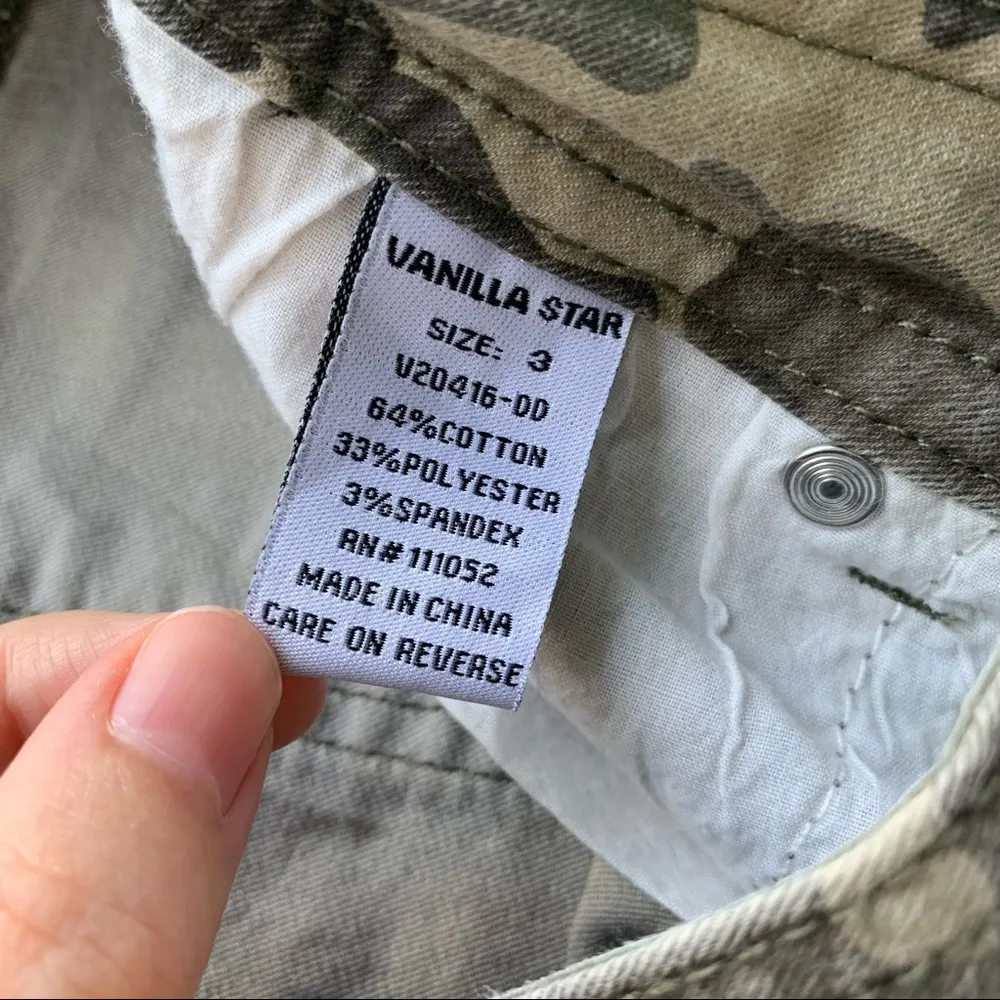 VANILLA STAR
SIZE: 3
V20416-DD
64%COTTON
33%POLYESTER
3%SPANDEX
RN#111052
MADE IN CHINA
CARE ON REVERSE